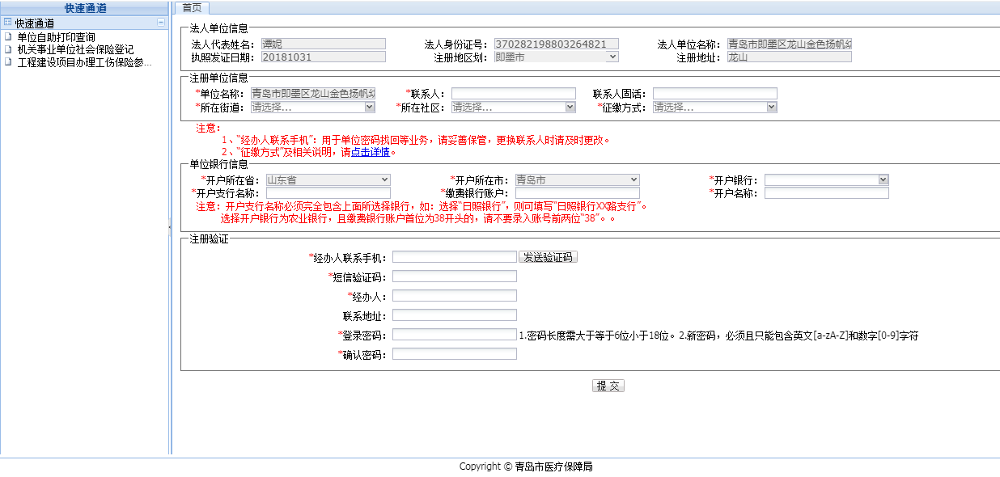 快速通道
首页
快速通道
单位自助打印查询
机关事业单位社会保险登记
工程建设项目办理工伤保险参...
法人单位信息
法人代表姓名： 谭妮 法人身份证号： 370282198803264821 法人单位名称： 青岛市即墨区龙山金色扬帆幼
执照发证日期： 20181031 注册地区划： 即墨市 注册地址： 龙山
注册单位信息
*单位名称： 青岛市即墨区龙山金色扬帆幼 *联系人： 联系人固话：
*所在街道： 请选择... *所在社区： 请选择... *征缴方式： 请选择...
注意：
1、“经办人联系手机”：用于单位密码找回等业务，请妥善保管，更换联系人时请及时更改。
2、“征缴方式”及相关说明，请点击详情。
单位银行信息
*开户所在省： 山东省 *开户所在市： 青岛市 *开户银行：
*开户支行名称： *缴费银行账户： *开户名称：
注意：开户支行名称必须完全包含上面所选择银行，如：选择“日照银行”，则可填写“日照银行XX路支行”。
选择开户银行为农业银行，且缴费银行账户首位为38开头的，请不要录入账号前两位“38”。。
注册验证
*经办人联系手机： 发送验证码
*短信验证码：
*经办人：
联系地址：
*登录密码： 1.密码长度需大于等于6位小于18位。2.新密码，必须且只能包含英文[a-zA-Z]和数字[0-9]字符
*确认密码：
提 交
Copyright © 青岛市医疗保障局